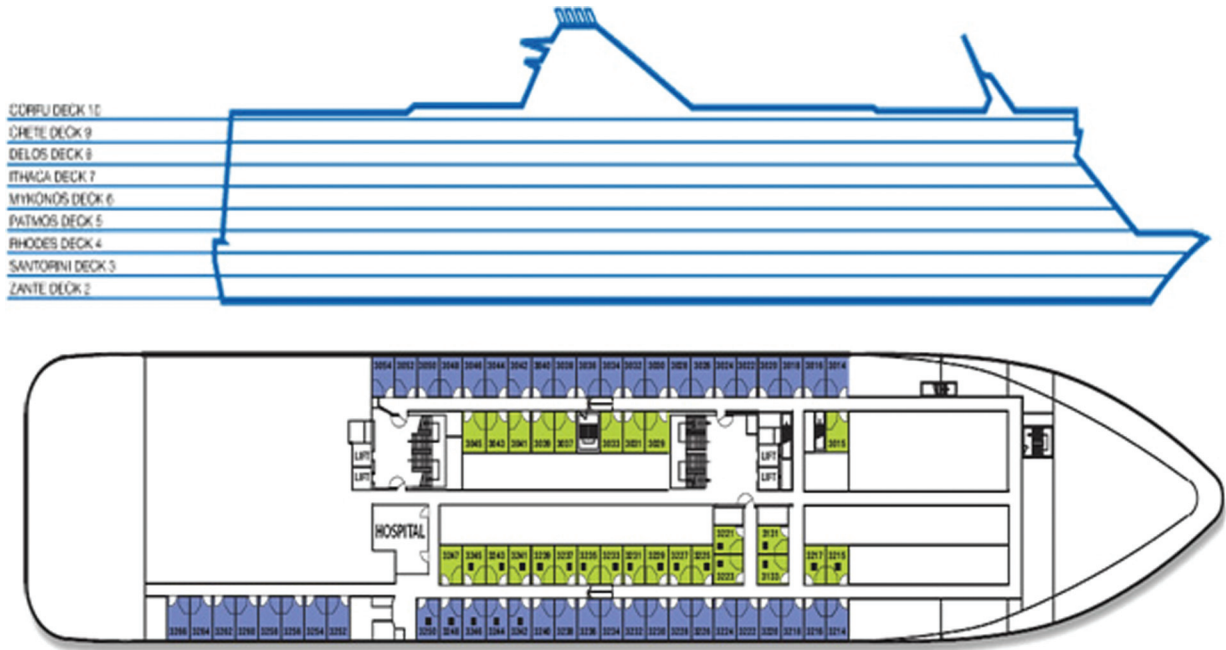 CORFU DECK 10
CRETE DECK 9
DELOS DECK 8
ITHACA DECK 7
MYKONOS DECK 6
PATMOS DECK 5
RHODES DECK 4
SANTORINI DECK 3
ZANTE DECK 2
3054 3052 3050 3048 3046 3044 3042 3040 3038 3036 3034 3032 3030 3028 3026 3024 3022 3020 3018 3016 3014
3045 3043 3041 3039 3037 3033 3031 3029 3015
LIFT LIFT
LIFT LIFT
HOSPITAL
3221 3131
3247 3245 3243 3241 3239 3237 3235 3233 3231 3229 3227 3225 3217 3215
3223 3133
3266 3264 3262 3260 3258 3256 3254 3252 3250 3248 3246 3244 3242 3240 3238 3236 3234 3232 3230 3228 3226 3224 3222 3220 3218 3216 3214